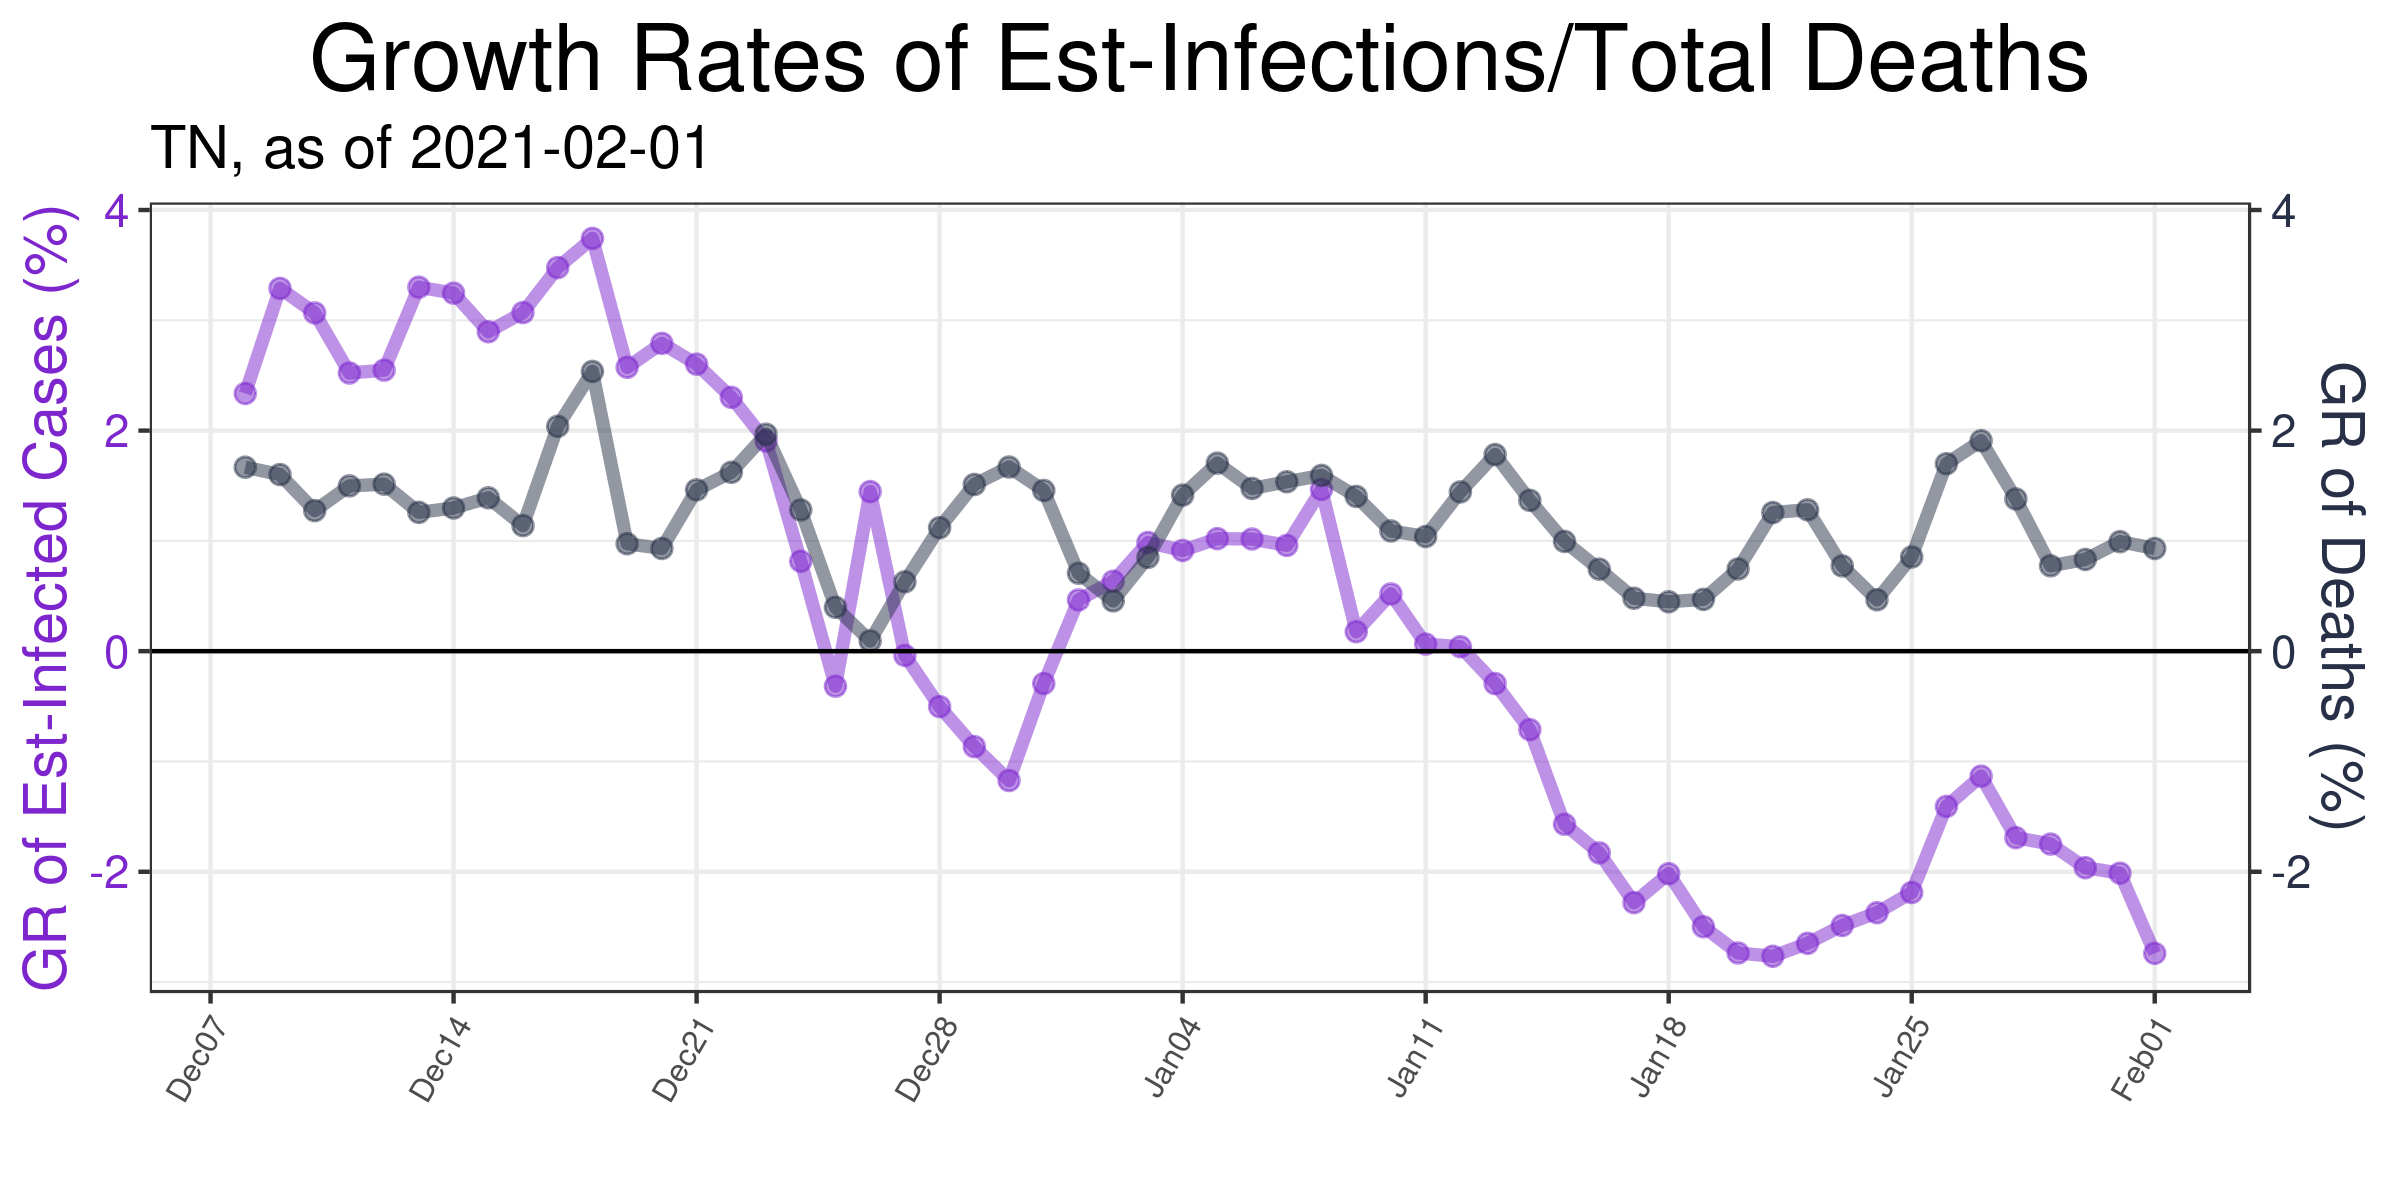 Growth Rates of Est-Infections/Total Deaths
TN, as of 2021-02-01
GR of Est-Infected Cases (%)
4
2
0
-2
4
2
0
-2
GR of Deaths (%)
Dec07
Dec14
Dec21
Dec28
Jan04
Jan11
Jan18
Jan25
Feb01